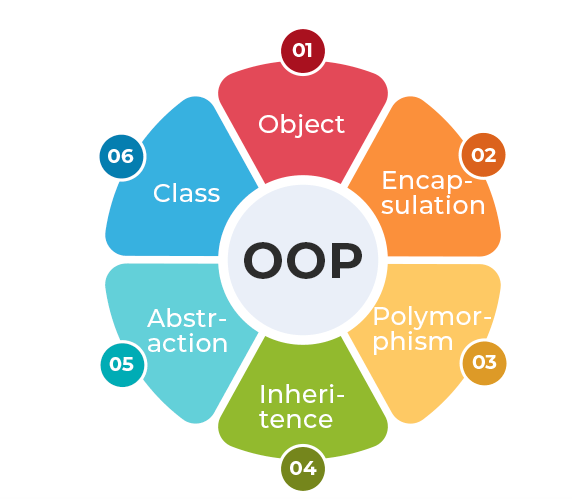 01
Object
02
Encap-
sulation
Polymor-
phism
03
Inheri-
tence
04
Abstr-
action
05
06
Class
OOP